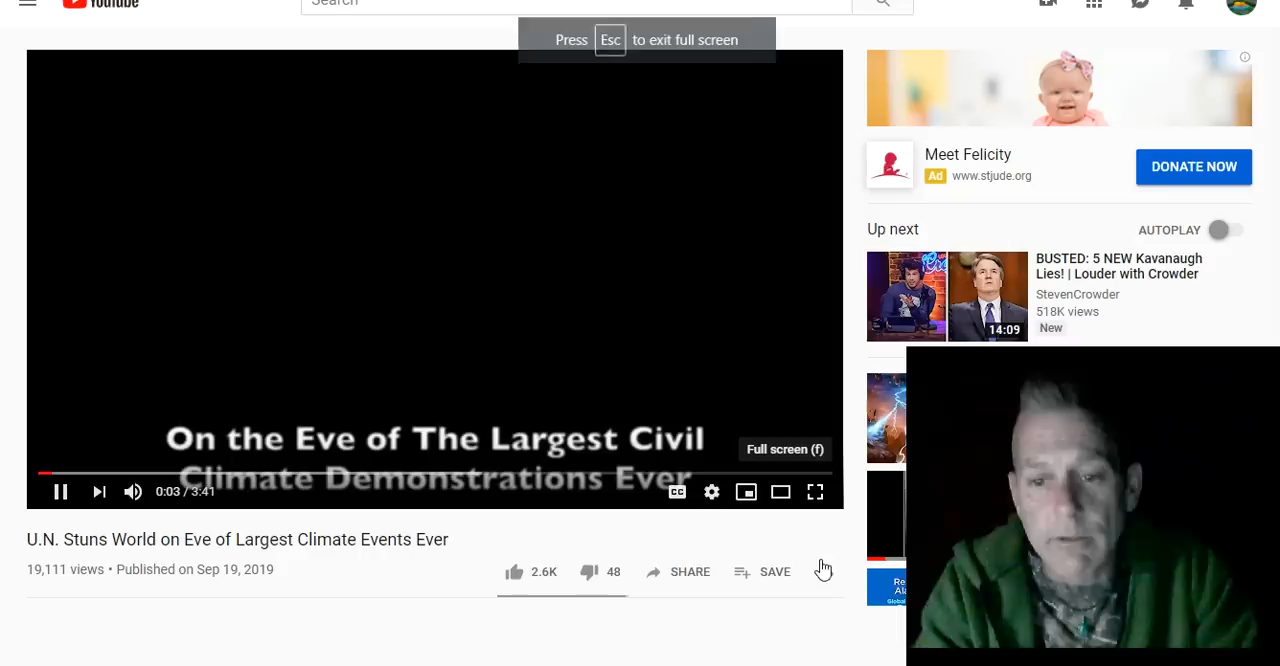 YouTube
Search
Press Esc to exit full screen
On the Eve of The Largest Civil
Climate Demonstrations Ever
Full screen (f)
0:03 / 3:41
CC
U.N. Stuns World on Eve of Largest Climate Events Ever
19,111 views • Published on Sep 19, 2019
2.6K
48
SHARE
SAVE
Meet Felicity
Ad www.stjude.org
DONATE NOW
Up next
AUTOPLAY
BUSTED: 5 NEW Kavanaugh
Lies! | Louder with Crowder
StevenCrowder
518K views
New
14:09